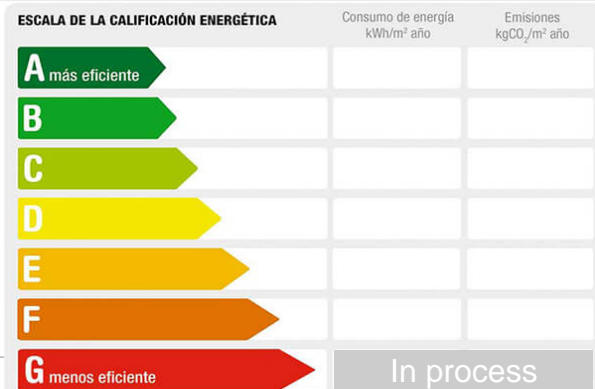 ESCALA DE LA CALIFICACIÓN ENERGÉTICA
Consumo de energía
kWh/m² año
Emisiones
kgCO₂/m² año
A más eficiente
B
C
D
E
F
G menos eficiente
In process